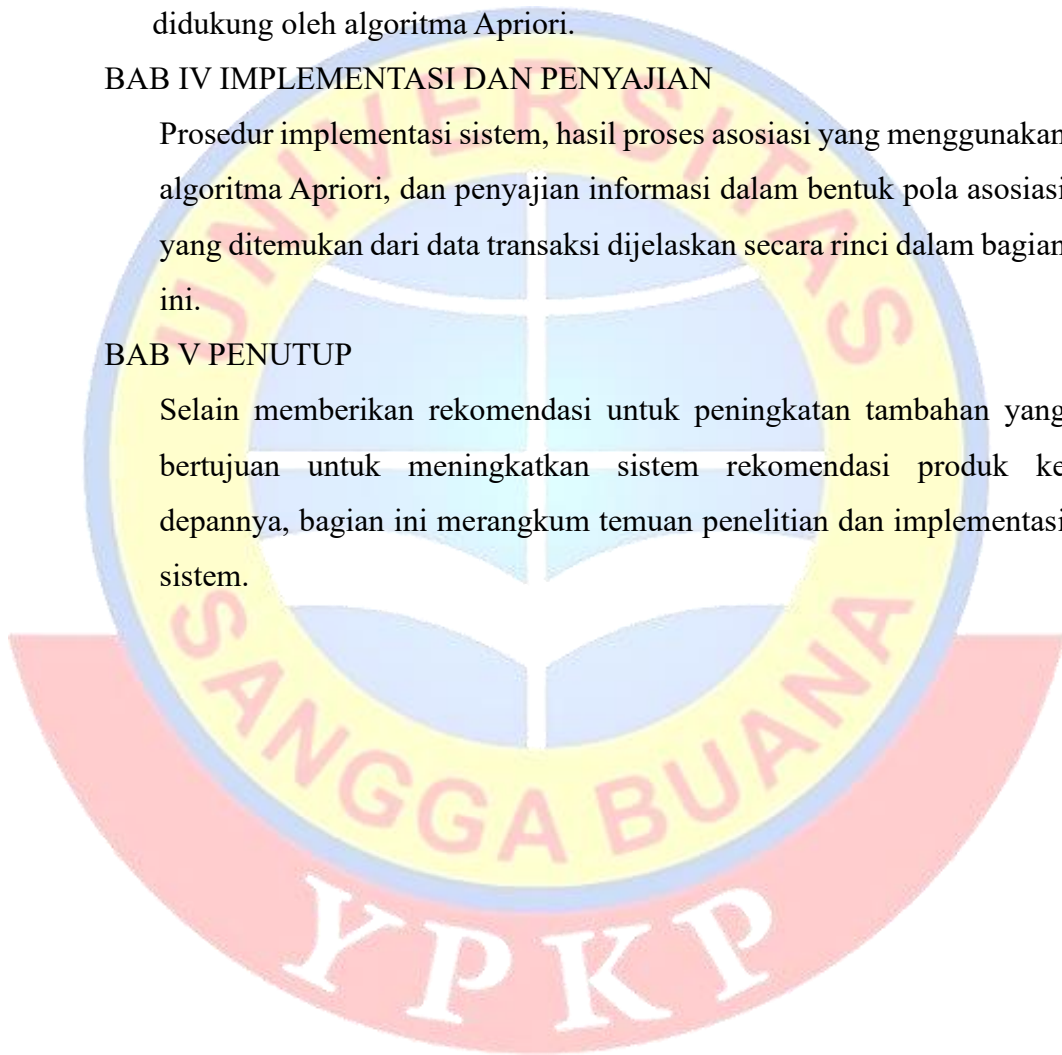 didukung oleh algoritma Apriori.
BAB IV IMPLEMENTASI DAN PENYAJIAN
Prosedur implementasi sistem, hasil proses asosiasi yang menggunakan
algoritma Apriori, dan penyajian informasi dalam bentuk pola asosiasi
yang ditemukan dari data transaksi dijelaskan secara rinci dalam bagian
ini.
BAB V PENUTUP
Selain memberikan rekomendasi untuk peningkatan tambahan yang
bertujuan untuk meningkatkan sistem rekomendasi produk ke
depannya, bagian ini merangkum temuan penelitian dan implementasi
sistem.
UNIVERSITAS
SANGGA BUANA
YPKP